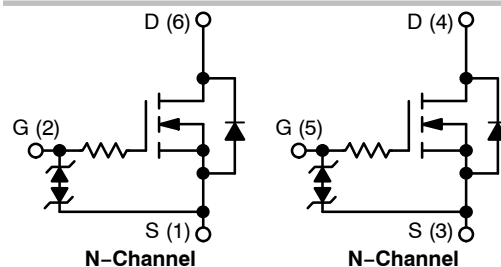 D (6)
D (4)
G (2)
G (5)
S (1)
S (3)
N−Channel
N−Channel